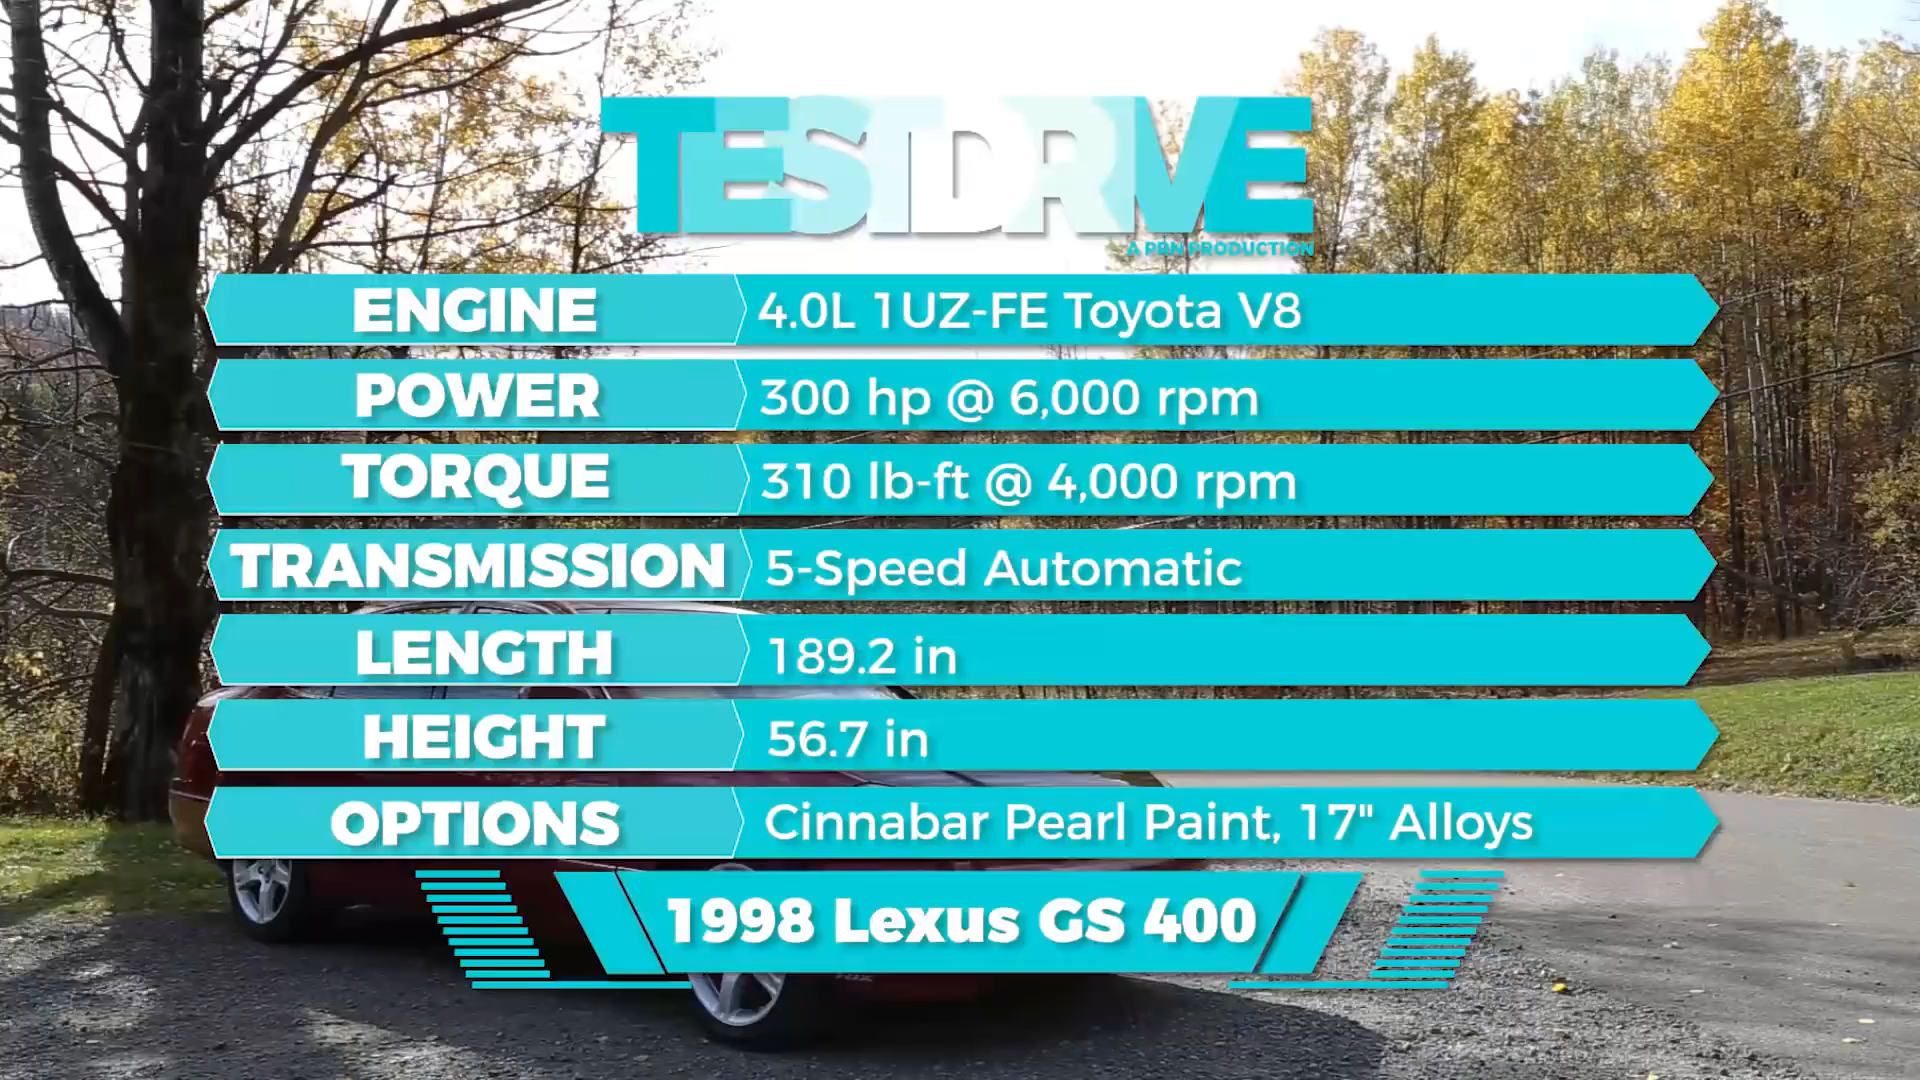 TESTDRIVE
A PRN PRODUCTION
ENGINE 4.0L 1UZ-FE Toyota V8
POWER 300 hp @ 6,000 rpm
TORQUE 310 lb-ft @ 4,000 rpm
TRANSMISSION 5-Speed Automatic
LENGTH 189.2 in
HEIGHT 56.7 in
OPTIONS Cinnabar Pearl Paint, 17" Alloys
1998 Lexus GS 400